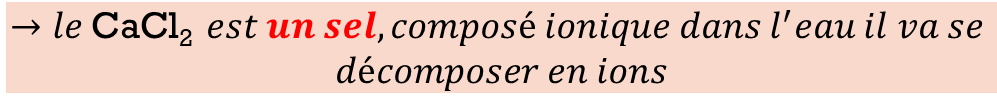 → le CaCl₂ est un sel, composé ionique dans l'eau il va se
décomposer en ions